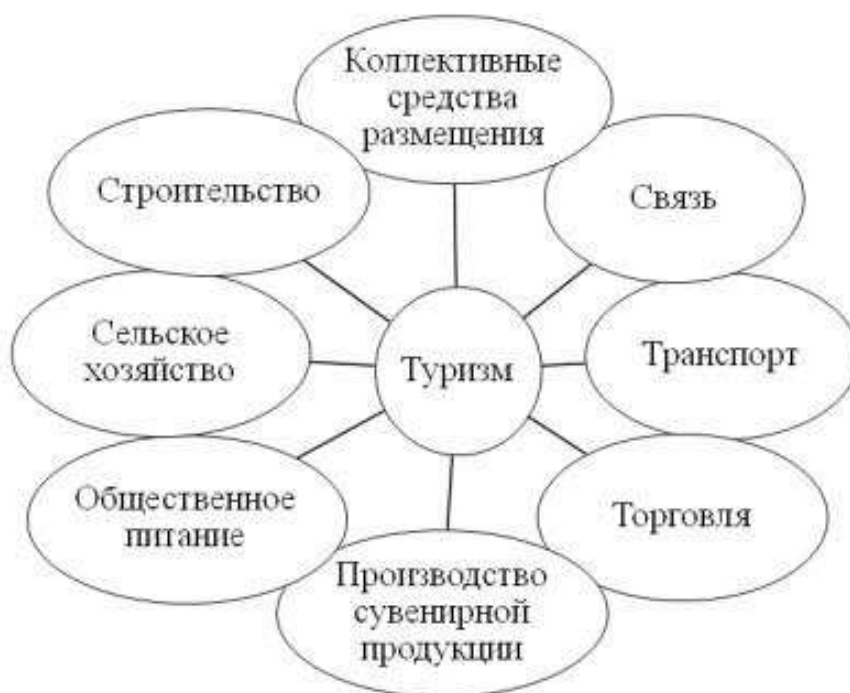 Коллективные
средства
размещения
Строительство
Связь
Сельское
хозяйство
Туризм
Транспорт
Общественное
питание
Торговля
Производство
сувенирной
продукции